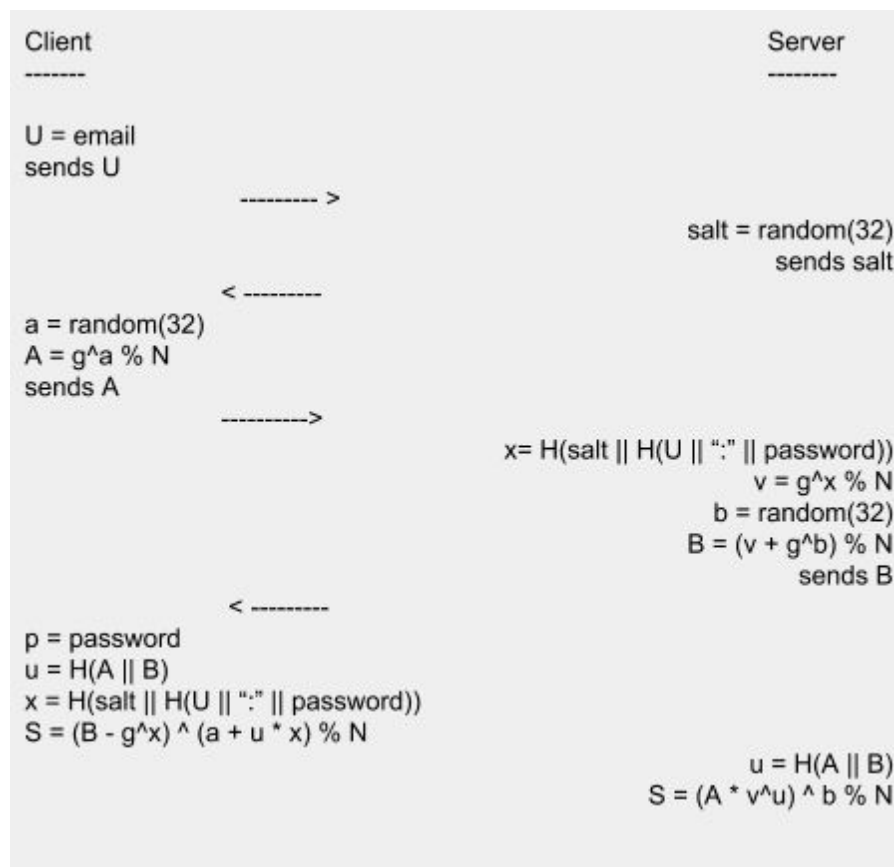 Client Server
------- --------
U = email
sends U
--------- >
salt = random(32)
sends salt
< ---------
a = random(32)
A = g^a % N
sends A
---------->
x= H(salt || H(U || “:” || password))
v = g^x % N
b = random(32)
B = (v + g^b) % N
sends B
< ---------
p = password
u = H(A || B)
x = H(salt || H(U || “:” || password))
S = (B - g^x) ^ (a + u * x) % N
u = H(A || B)
S = (A * v^u) ^ b % N